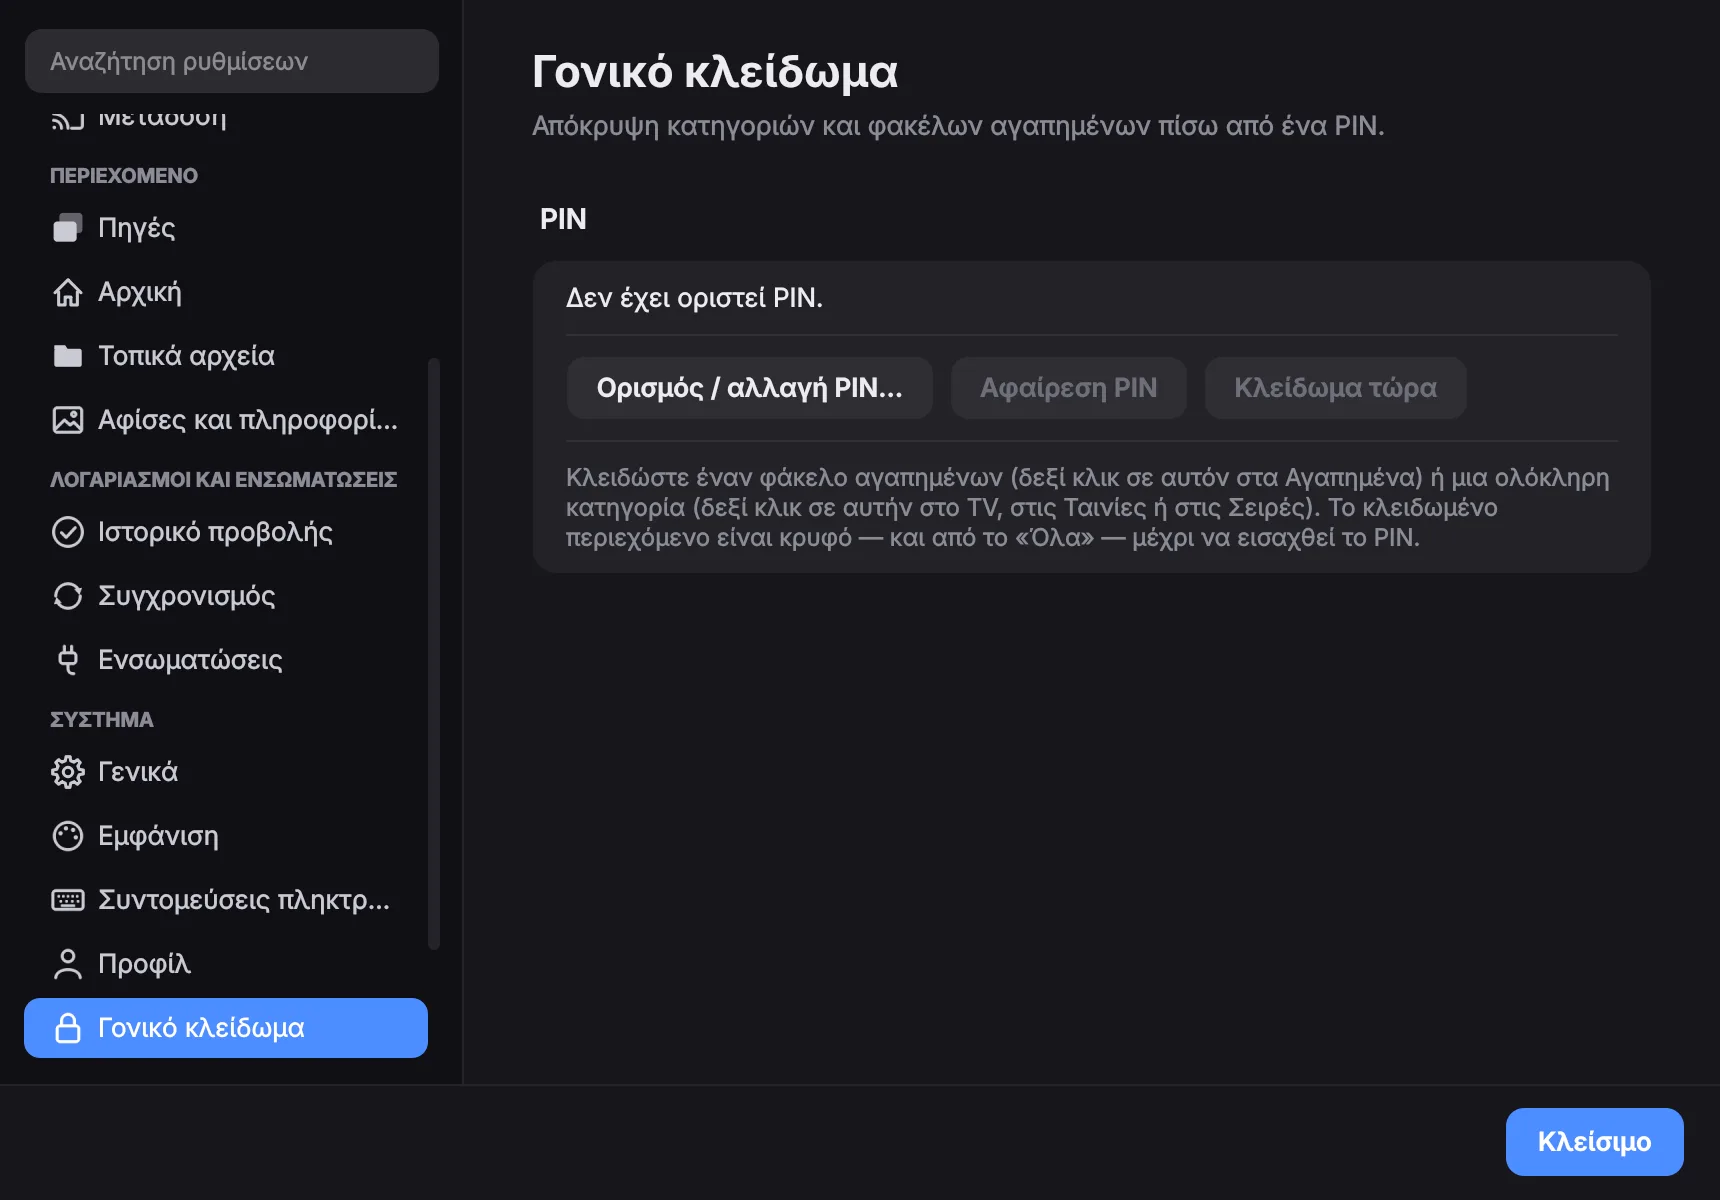 Αναζήτηση ρυθμίσεων
Μετάδοση
ΠΕΡΙΕΧΟΜΕΝΟ
Πηγές
Αρχική
Τοπικά αρχεία
Αφίσες και πληροφορί...
ΛΟΓΑΡΙΑΣΜΟΙ ΚΑΙ ΕΝΣΩΜΑΤΩΣΕΙΣ
Ιστορικό προβολής
Συγχρονισμός
Ενσωματώσεις
ΣΥΣΤΗΜΑ
Γενικά
Εμφάνιση
Συντομεύσεις πληκτρ...
Προφίλ
Γονικό κλείδωμα
Γονικό κλείδωμα
Απόκρυψη κατηγοριών και φακέλων αγαπημένων πίσω από ένα PIN.
PIN
Δεν έχει οριστεί PIN.
Ορισμός / αλλαγή PIN...
Αφαίρεση PIN
Κλείδωμα τώρα
Κλειδώστε έναν φάκελο αγαπημένων (δεξί κλικ σε αυτόν στα Αγαπημένα) ή μια ολόκληρη
κατηγορία (δεξί κλικ σε αυτήν στο TV, στις Ταινίες ή στις Σειρές). Το κλειδωμένο
περιεχόμενο είναι κρυφό — και από το «Όλα» — μέχρι να εισαχθεί το PIN.
Κλείσιμο